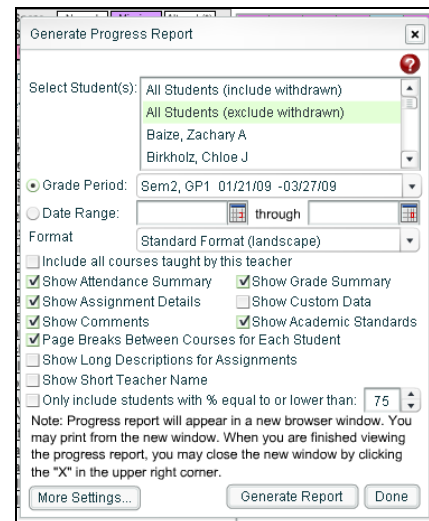 Generate Progress Report
Select Student(s):
All Students (include withdrawn)
All Students (exclude withdrawn)
Baize, Zachary A
Birkholz, Chloe J
Grade Period: Sem2, GP1 01/21/09 -03/27/09
Date Range: through
Format Standard Format (landscape)
Include all courses taught by this teacher
Show Attendance Summary Show Grade Summary
Show Assignment Details Show Custom Data
Show Comments Show Academic Standards
Page Breaks Between Courses for Each Student
Show Long Descriptions for Assignments
Show Short Teacher Name
Only include students with % equal to or lower than: 75
Note: Progress report will appear in a new browser window. You
may print from the new window. When you are finished viewing
the progress report, you may close the new window by clicking
the "X" in the upper right corner.
More Settings... Generate Report Done